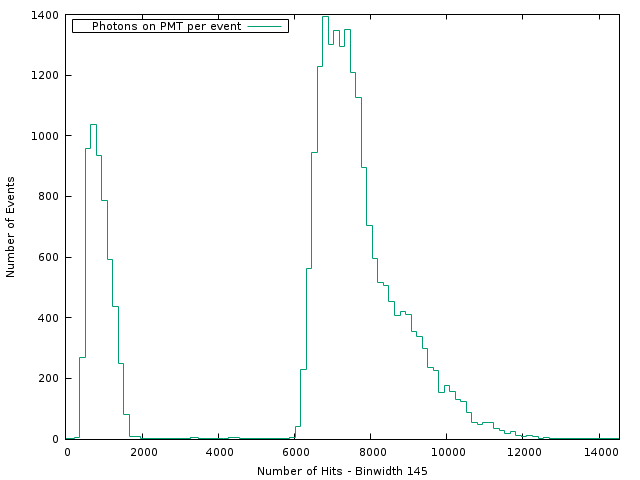 Photons on PMT per event
1400
1200
1000
800
600
400
200
0
Number of Events
0 2000 4000 6000 8000 10000 12000 14000
Number of Hits - Binwidth 145